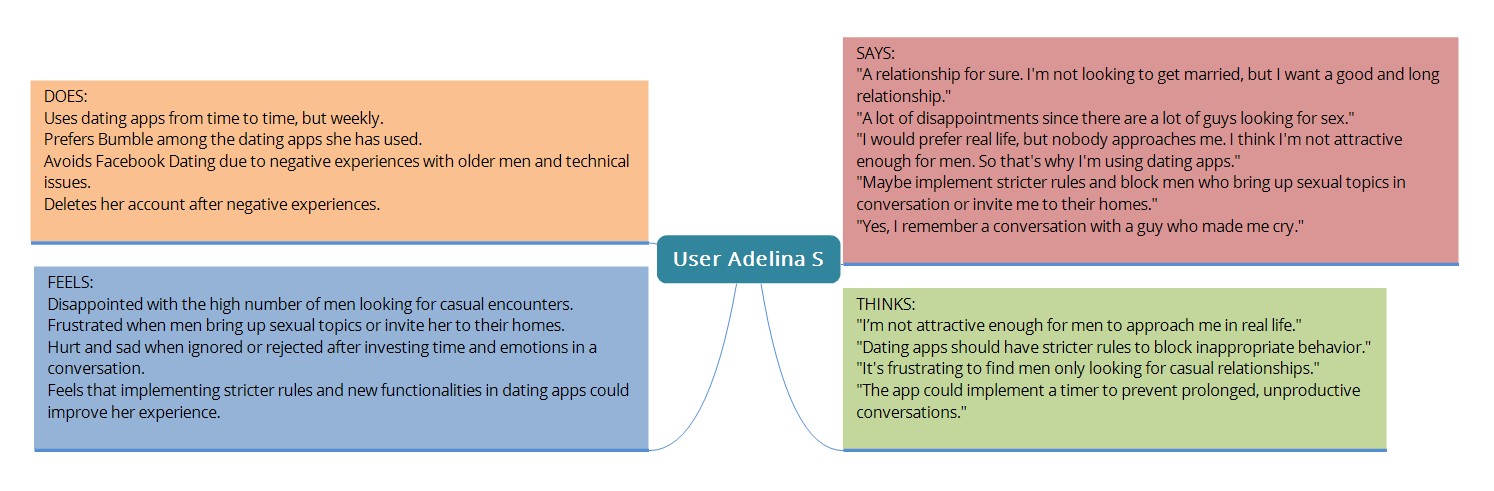 DOES:
Uses dating apps from time to time, but weekly.
Prefers Bumble among the dating apps she has used.
Avoids Facebook Dating due to negative experiences with older men and technical
issues.
Deletes her account after negative experiences.
FEELS:
Disappointed with the high number of men looking for casual encounters.
Frustrated when men bring up sexual topics or invite her to their homes.
Hurt and sad when ignored or rejected after investing time and emotions in a
conversation.
Feels that implementing stricter rules and new functionalities in dating apps could
improve her experience.
User Adelina S
SAYS:
"A relationship for sure. I'm not looking to get married, but I want a good and long
relationship."
"A lot of disappointments since there are a lot of guys looking for sex."
"I would prefer real life, but nobody approaches me. I think I'm not attractive
enough for men. So that's why I'm using dating apps."
"Maybe implement stricter rules and block men who bring up sexual topics in
conversation or invite me to their homes."
"Yes, I remember a conversation with a guy who made me cry."
THINKS:
"I’m not attractive enough for men to approach me in real life."
"Dating apps should have stricter rules to block inappropriate behavior."
"It's frustrating to find men only looking for casual relationships."
"The app could implement a timer to prevent prolonged, unproductive
conversations."